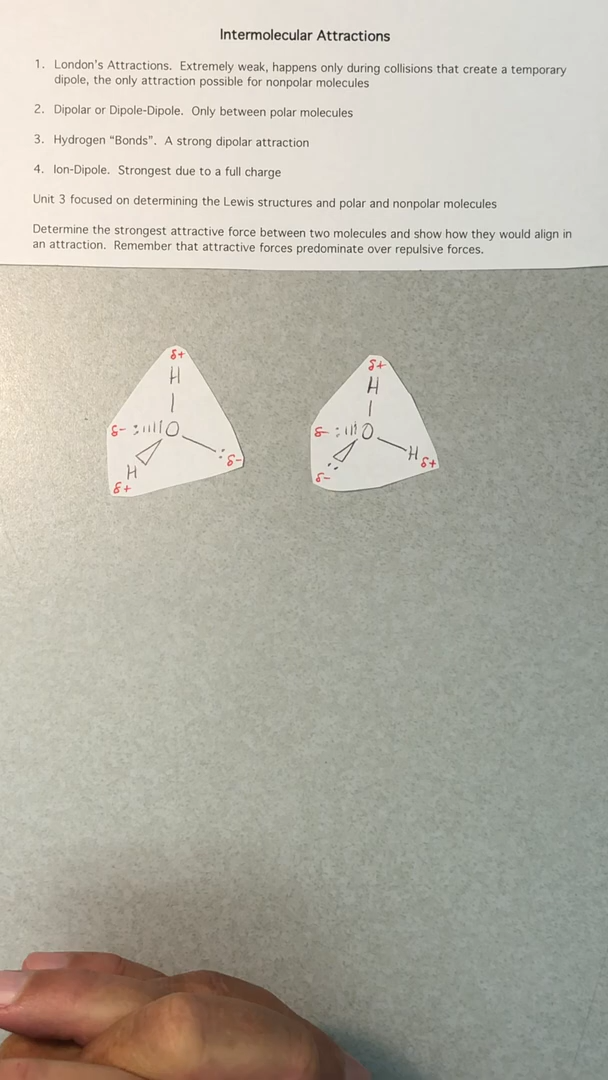 Intermolecular Attractions
1. London's Attractions. Extremely weak, happens only during collisions that create a temporary
dipole, the only attraction possible for nonpolar molecules
2. Dipolar or Dipole-Dipole. Only between polar molecules
3. Hydrogen "Bonds". A strong dipolar attraction
4. Ion-Dipole. Strongest due to a full charge
Unit 3 focused on determining the Lewis structures and polar and nonpolar molecules
Determine the strongest attractive force between two molecules and show how they would align in
an attraction. Remember that attractive forces predominate over repulsive forces.
δ+
H
δ- : O : δ-
H
δ+
δ+
H
δ- : O H δ+
:
δ-